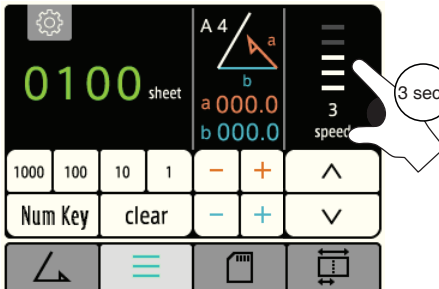 A 4
a
b
0100 sheet
a 000.0
b 000.0
3
speed
3 sec
1000 100 10 1 − + ∧
Num Key clear − + ∨